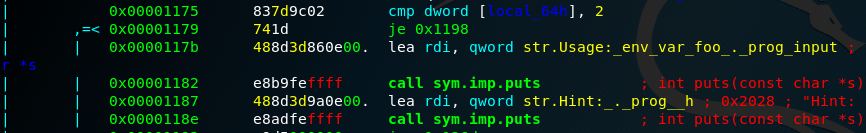 |           0x00001175      837d9c02       cmp dword [local_64h], 2
|       ,=< 0x00001179      741d           je 0x1198
|       |   0x0000117b      488d3d860e00.  lea rdi, qword str.Usage:_env_var_foo_._prog_input ;
r *s
|       |   0x00001182      e8b9feffff     call sym.imp.puts           ; int puts(const char *s)
|       |   0x00001187      488d3d9a0e00.  lea rdi, qword str.Hint:_._prog__h ; 0x2028 ; "Hint:
|       |   0x0000118e      e8adfeffff     call sym.imp.puts           ; int puts(const char *s)